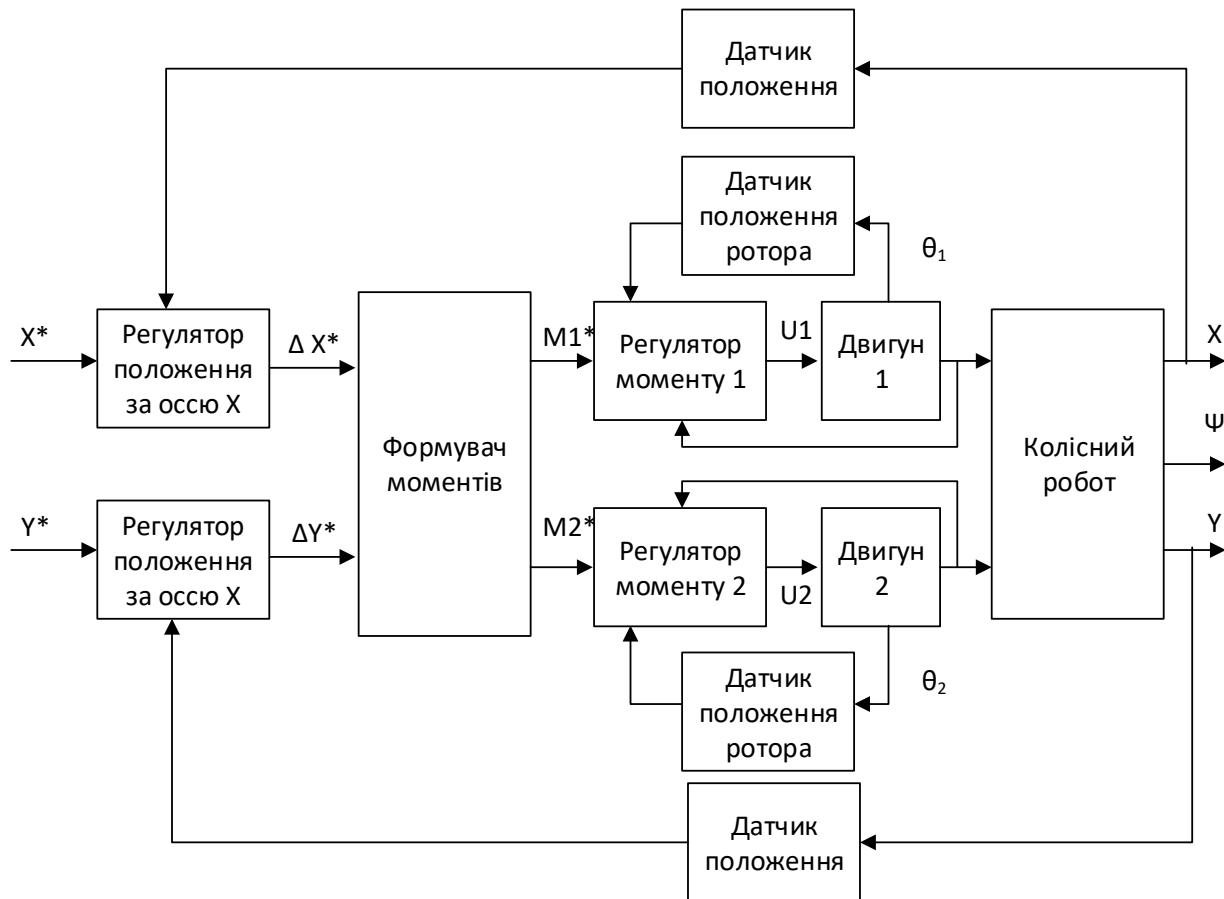 Датчик
положення
Датчик
положення
ротора
θ₁
X*
Регулятор
положення
за оссю X
Δ X*
M1*
Регулятор
моменту 1
U1
Двигун
1
X
Ψ
Формувач
моментів
Колісний
робот
Y*
Регулятор
положення
за оссю X
ΔY*
M2*
Регулятор
моменту 2
U2
Двигун
2
Y
Датчик
положення
ротора
θ₂
Датчик
положення